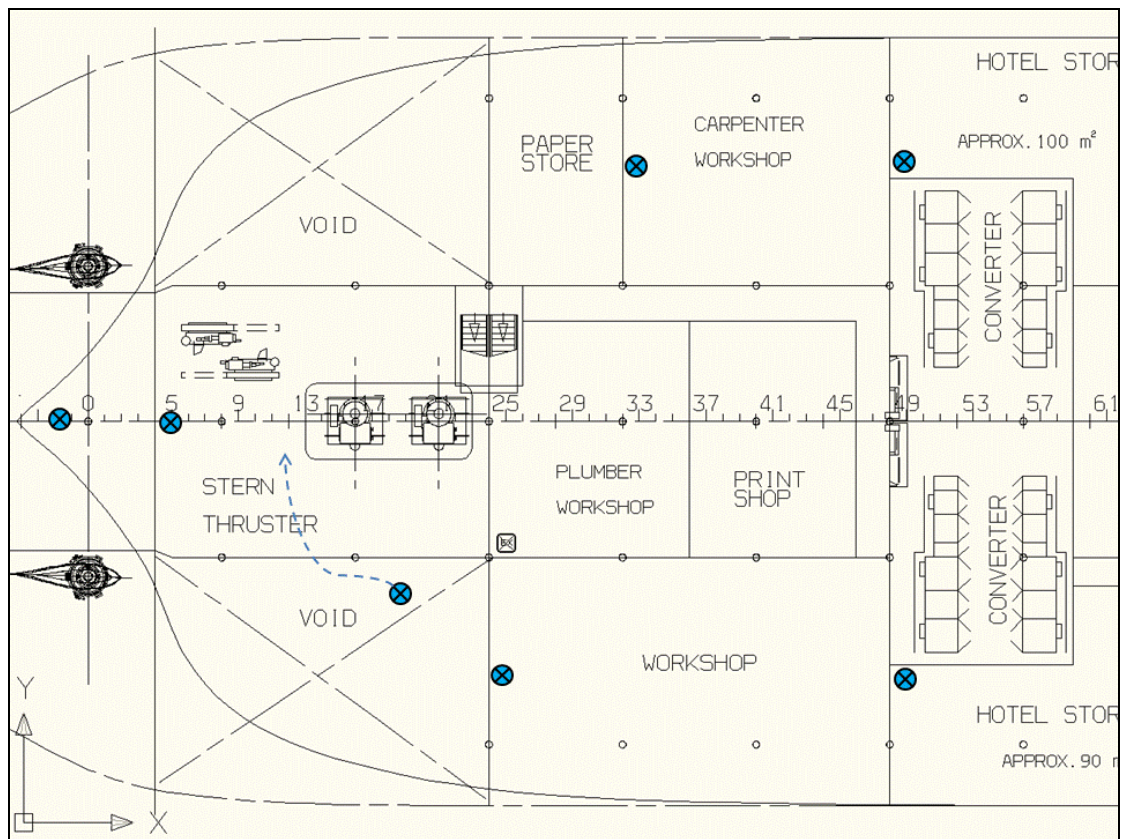 HOTEL STOR
CARPENTER
WORKSHOP
PAPER
STORE
APPROX. 100 m²
VOID
CONVERTER
0 5 9 13 17 21 25 29 33 37 41 45 49 53 57 61
STERN
THRUSTER
PLUMBER
WORKSHOP
PRINT
SHOP
CONVERTER
VOID
WORKSHOP
Y
HOTEL STOR
APPROX. 90 m
X